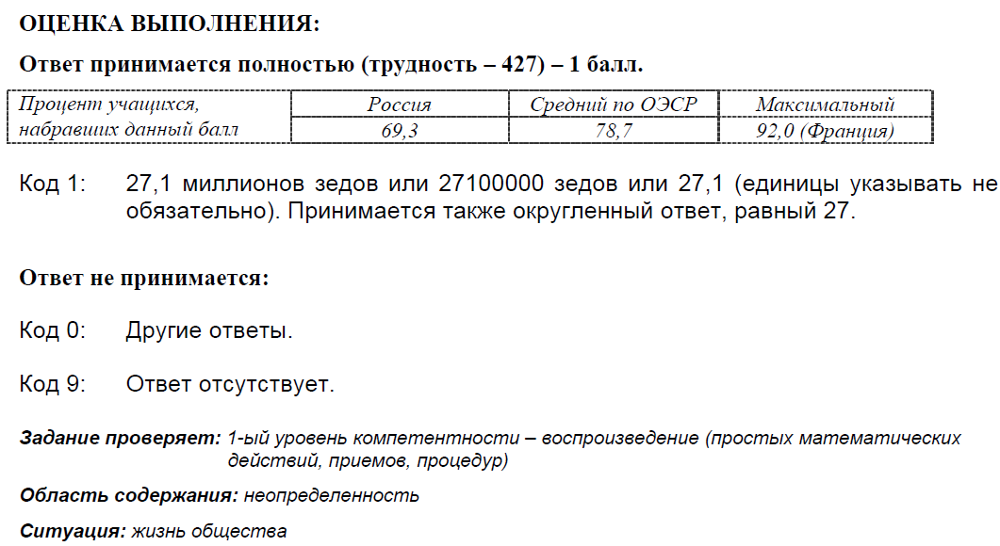 ОЦЕНКА ВЫПОЛНЕНИЯ:
Ответ принимается полностью (трудность – 427) – 1 балл.
Процент учащихся, набравших данный балл
Россия
Средний по ОЭСР
Максимальный
69,3
78,7
92,0 (Франция)
Код 1: 27,1 миллионов зедов или 27100000 зедов или 27,1 (единицы указывать не
обязательно). Принимается также округленный ответ, равный 27.
Ответ не принимается:
Код 0: Другие ответы.
Код 9: Ответ отсутствует.
Задание проверяет: 1-ый уровень компетентности – воспроизведение (простых математических
действий, приемов, процедур)
Область содержания: неопределенность
Ситуация: жизнь общества